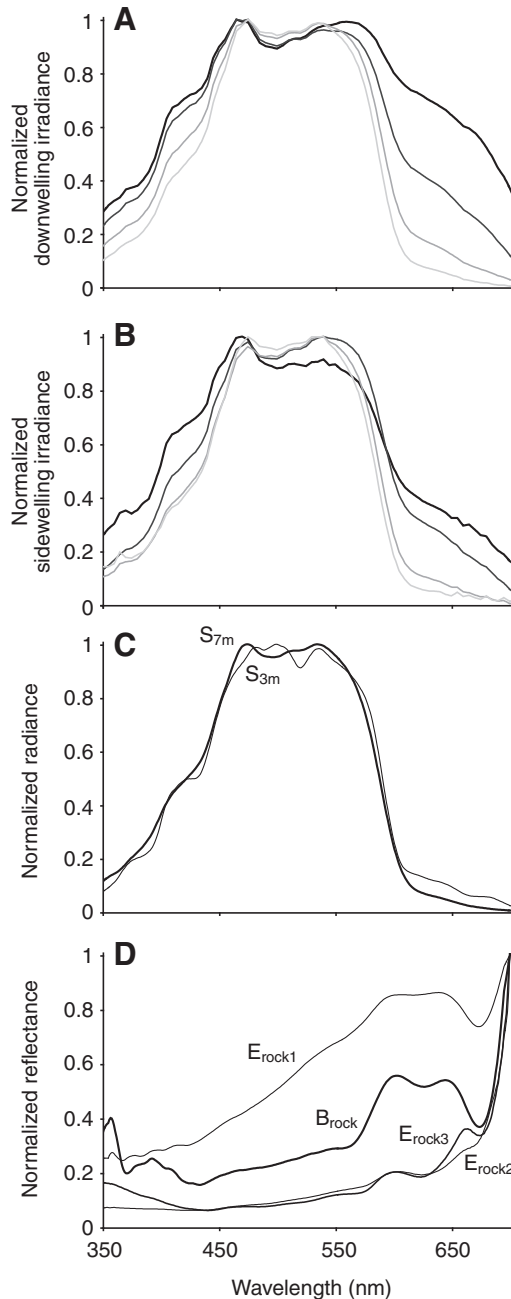 A
Normalized
downwelling irradiance
1
0.8
0.6
0.4
0.2
0
B
Normalized
sidewelling irradiance
1
0.8
0.6
0.4
0.2
0
C
Normalized radiance
1
0.8
0.6
0.4
0.2
0
S7m
S3m
D
Normalized reflectance
1
0.8
0.6
0.4
0.2
0
Erock1
Brock
Erock3
Erock2
350 450 550 650
Wavelength (nm)